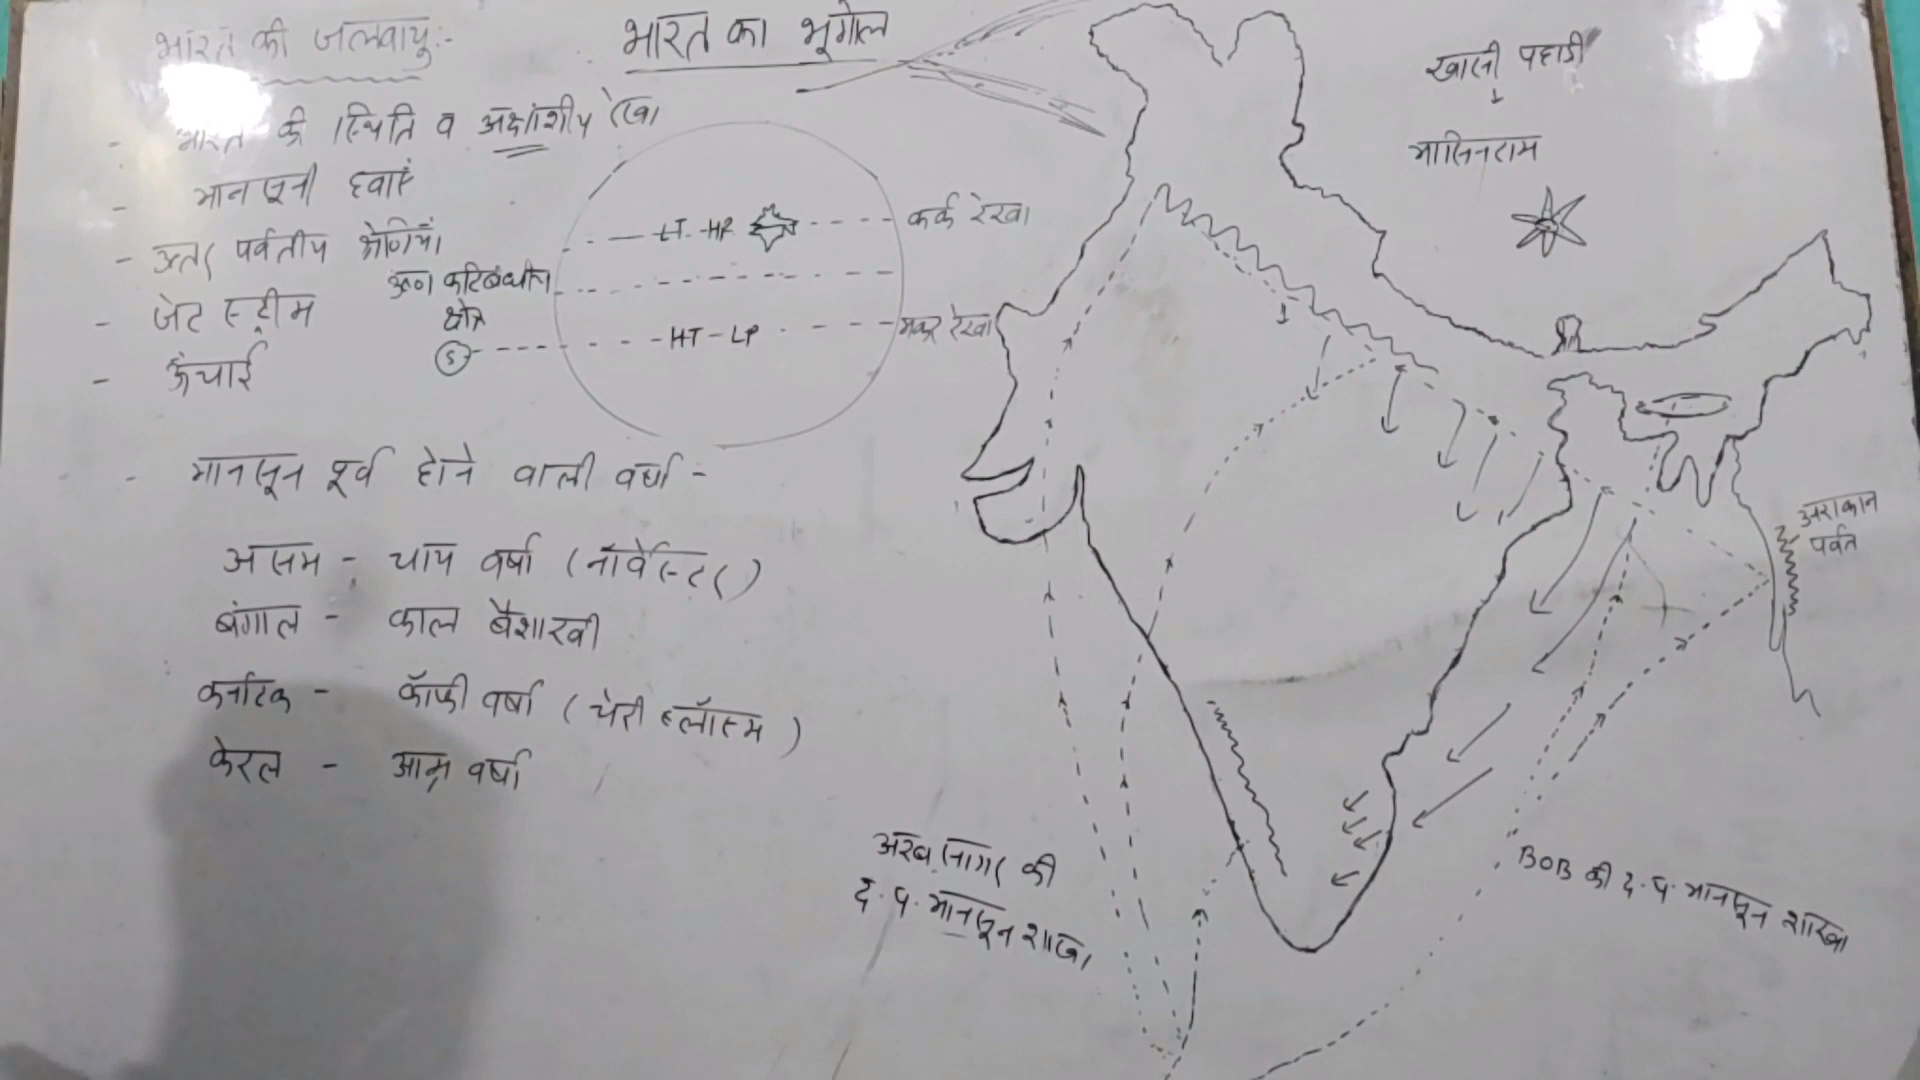 भारत का भूगोल
भारत की जलवायु:-
- भारत की स्थिति व अक्षांशीय रेखा
- मानसूनी हवाएं
- उत्तर पर्वतीय श्रेणियां
- जेट स्ट्रीम
- ऊंचाई
उष्ण कटिबंधीय
क्षेत्र
S
LT - HP
कर्क रेखा
HT - LP
मकर रेखा
- मानसून पूर्व होने वाली वर्षा -
असम - चाय वर्षा (नॉर्वेस्टर)
बंगाल - काल बैशाखी
कर्नाटक - कॉफी वर्षा (चेरी ब्लॉस्म)
केरल - आम्र वर्षा
खासी पहाडी
मासिनराम
अराकान
पर्वत
अरब सागर की
द. प. मानसून शाखा
BOB की द. प. मानसून शाखा